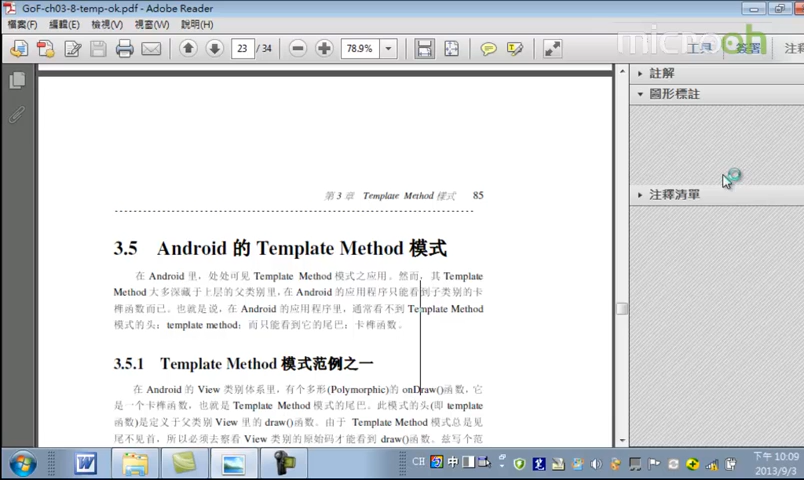 GoF-ch03-8-temp-ok.pdf - Adobe Reader
檔案(F) 編輯(E) 檢視(V) 視窗(W) 說明(H)
23 / 34 78.9% 工具 簽署 注釋
microoh
註解
圖形標註
注釋清單
第 3 章 Template Method 樣式 85
3.5 Android 的 Template Method 模式
在 Android 里，处处可见 Template Method 模式之应用。然而，其 Template
Method 大多深藏于上层的父类别里，在 Android 的应用程序只能看到子类别的卡
榫函数而已。也就是说，在 Android 的应用程序里，通常看不到 Template Method
模式的头：template method；而只能看到它的尾巴：卡榫函数。
3.5.1 Template Method 模式范例之一
在 Android 的 View 类别体系里，有个多形(Polymorphic)的 onDraw()函数，它
是一个卡榫函数，也就是 Template Method 模式的尾巴。此模式的头(即 template
函数)是定义于父类别 View 里的 draw()函数。由于 Template Method 模式总是见
尾不见首，所以必须去察看 View 类别的原始码才能看到 draw()函数。兹写个范
CH 中
下午 10:09
2013/9/3